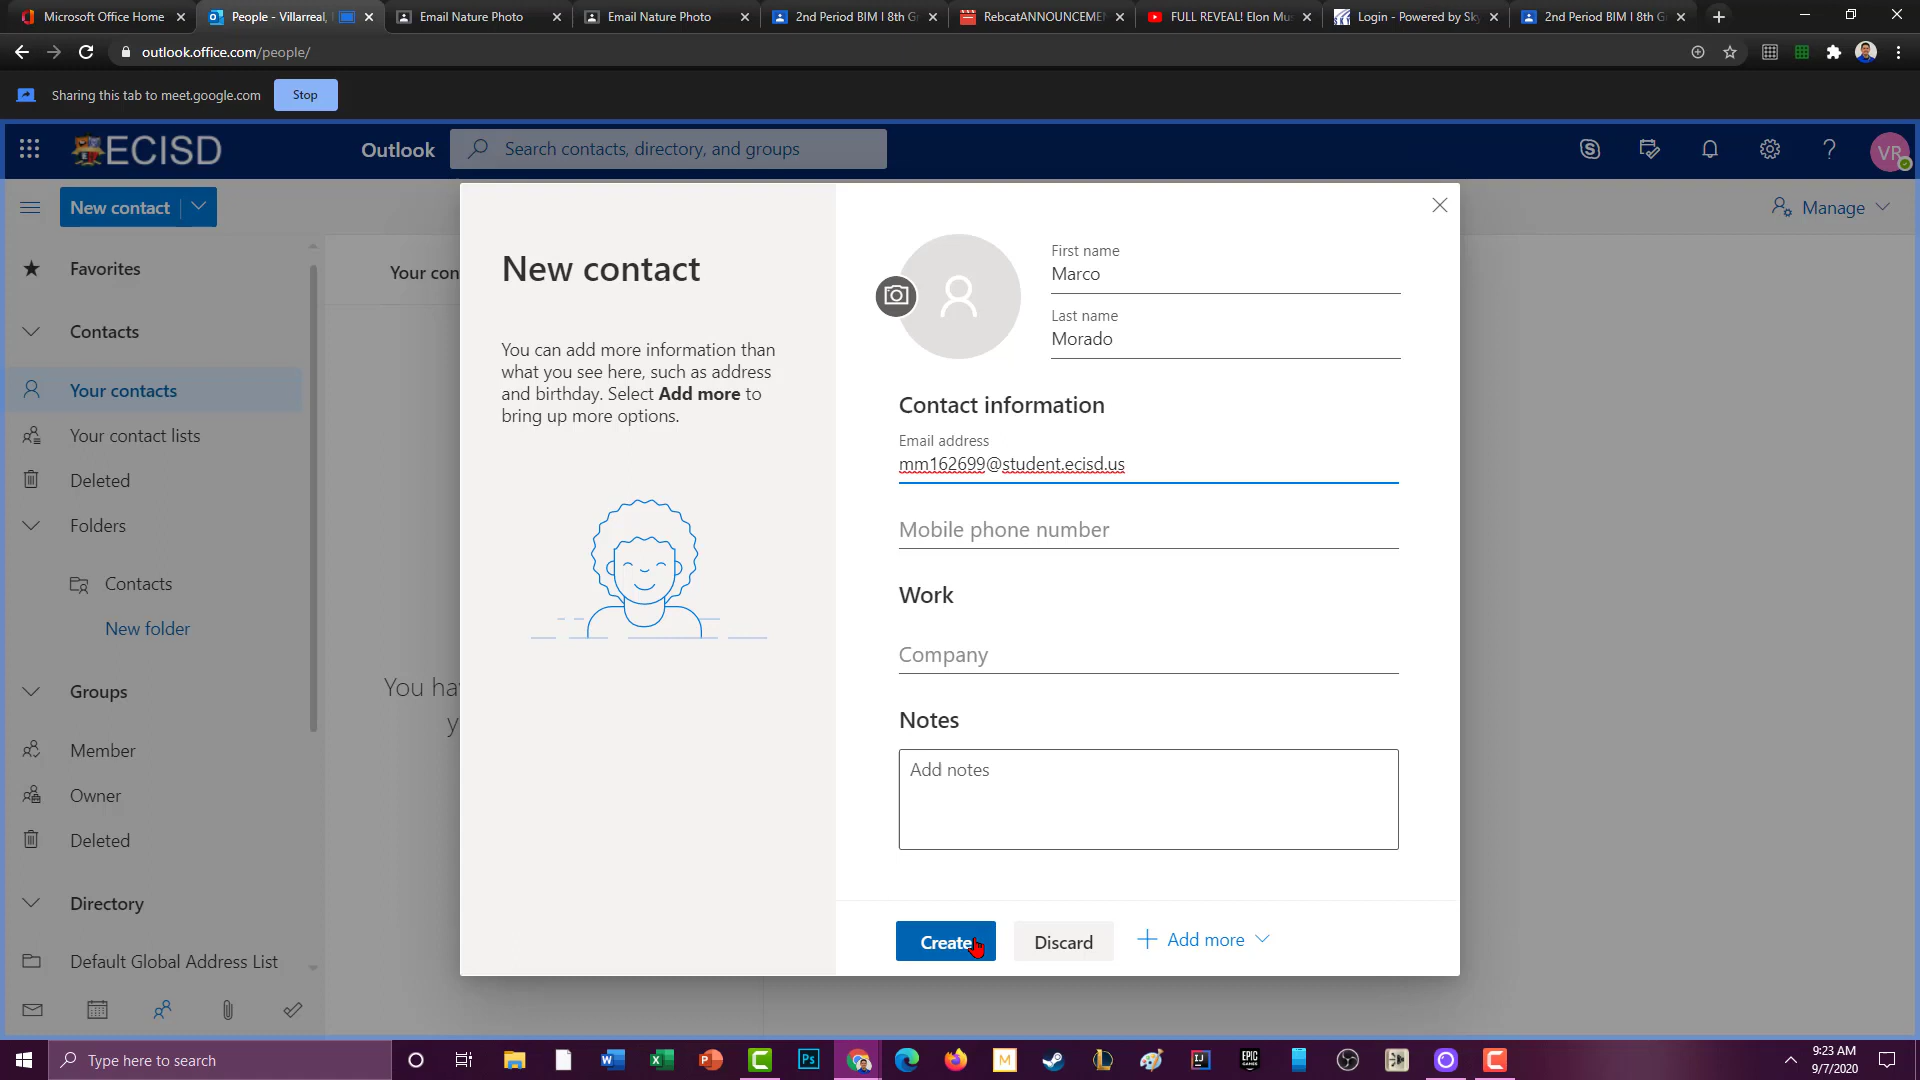 Microsoft Office Home
People - Villarreal,
Email Nature Photo
Email Nature Photo
2nd Period BIM I 8th Gr
RebcatANNOUNCEMEN
FULL REVEAL! Elon Mus
Login - Powered by Sky
2nd Period BIM I 8th Gr
outlook.office.com/people/
Sharing this tab to meet.google.com
Stop
ECISD
Outlook
Search contacts, directory, and groups
VR
New contact
Manage
Favorites
Contacts
Your contacts
Your contact lists
Deleted
Folders
Contacts
New folder
Groups
Member
Owner
Deleted
Directory
Default Global Address List
Your con
You ha
y
New contact
You can add more information than
what you see here, such as address
and birthday. Select Add more to
bring up more options.
First name
Marco
Last name
Morado
Contact information
Email address
mm162699@student.ecisd.us
Mobile phone number
Work
Company
Notes
Add notes
Create
Discard
Add more
Type here to search
9:23 AM
9/7/2020